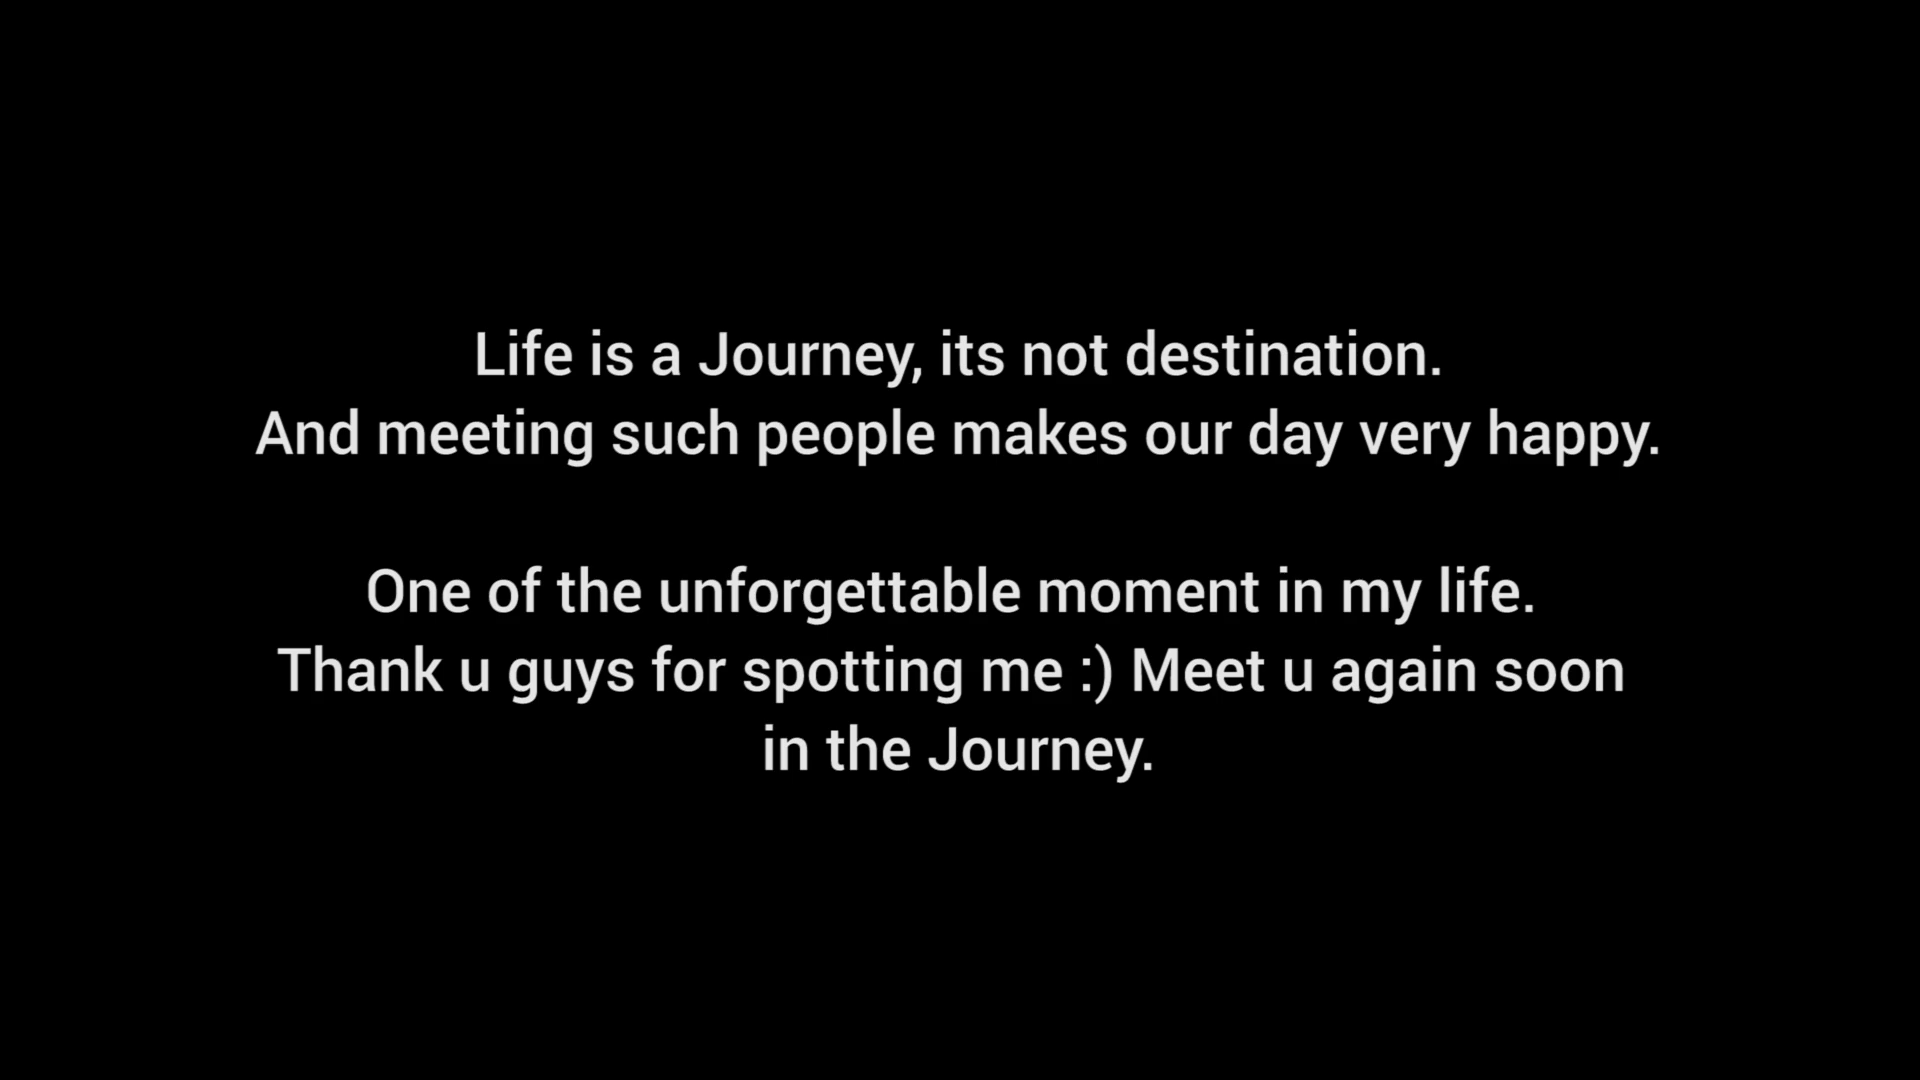 Life is a Journey, its not destination.
And meeting such people makes our day very happy.
One of the unforgettable moment in my life.
Thank u guys for spotting me :) Meet u again soon
in the Journey.